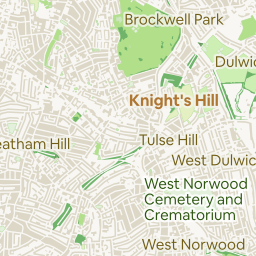 Brockwell Park
Dulwic
Knight's Hill
eatham Hill
Tulse Hill
West Dulwic
West Norwood
Cemetery and
Crematorium
West Norwood